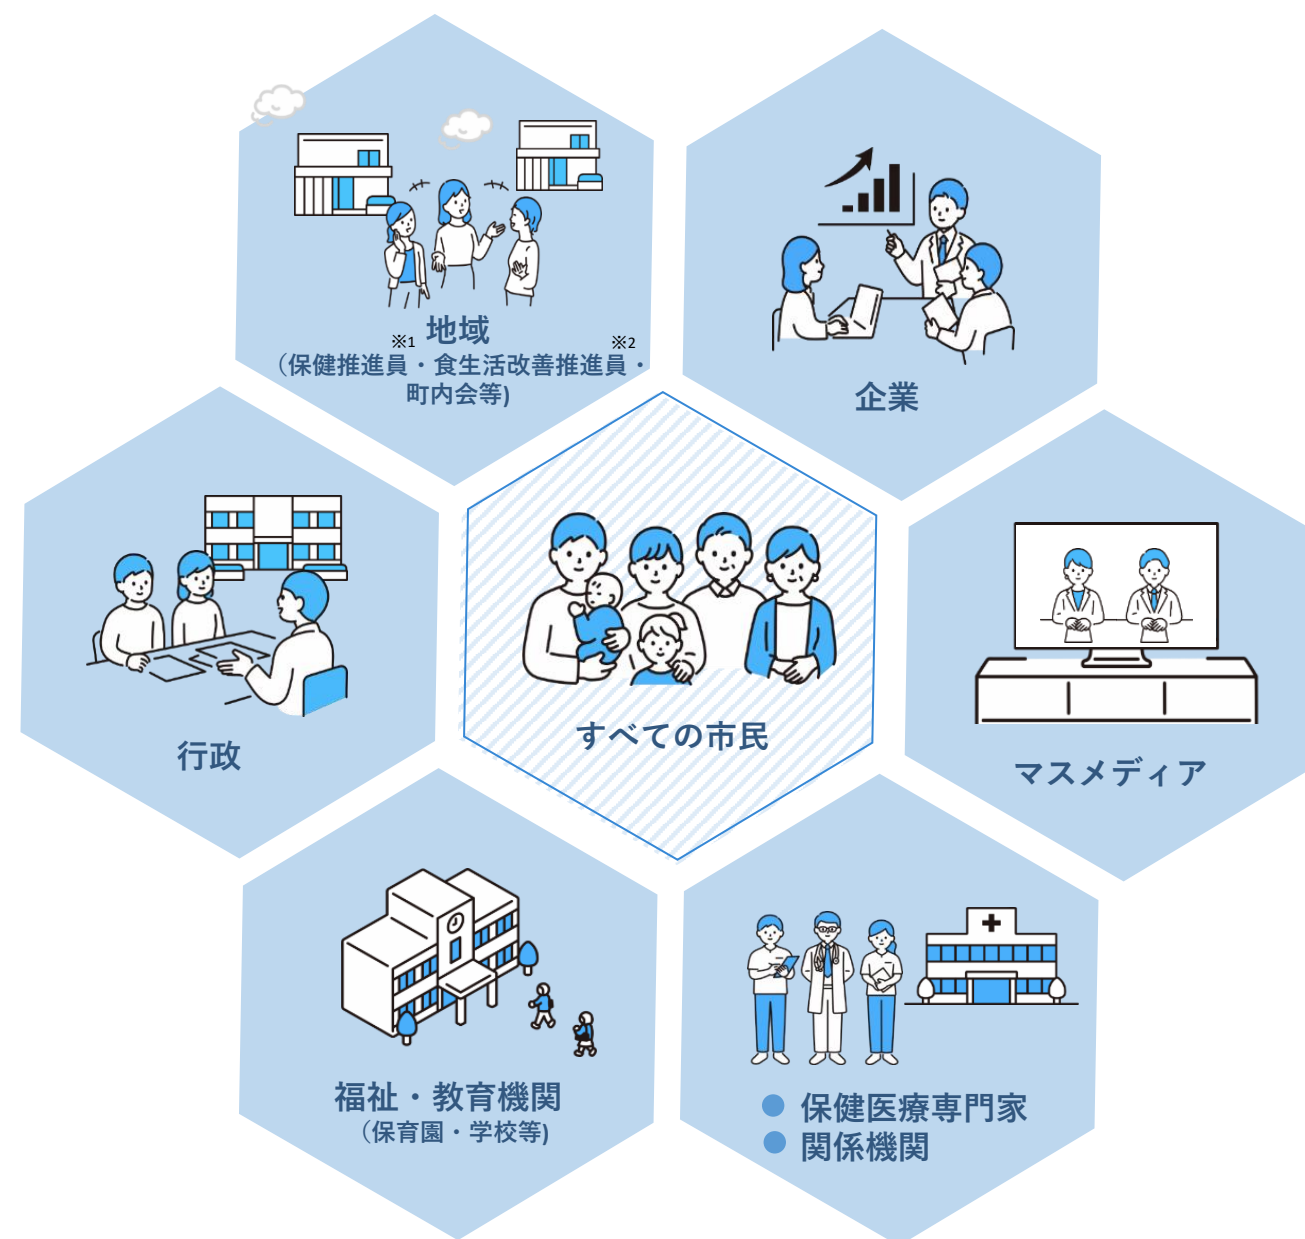 地域
※1 ※2
（保健推進員・食生活改善推進員・
町内会等)
企業
行政
すべての市民
マスメディア
福祉・教育機関
（保育園・学校等)
● 保健医療専門家
● 関係機関